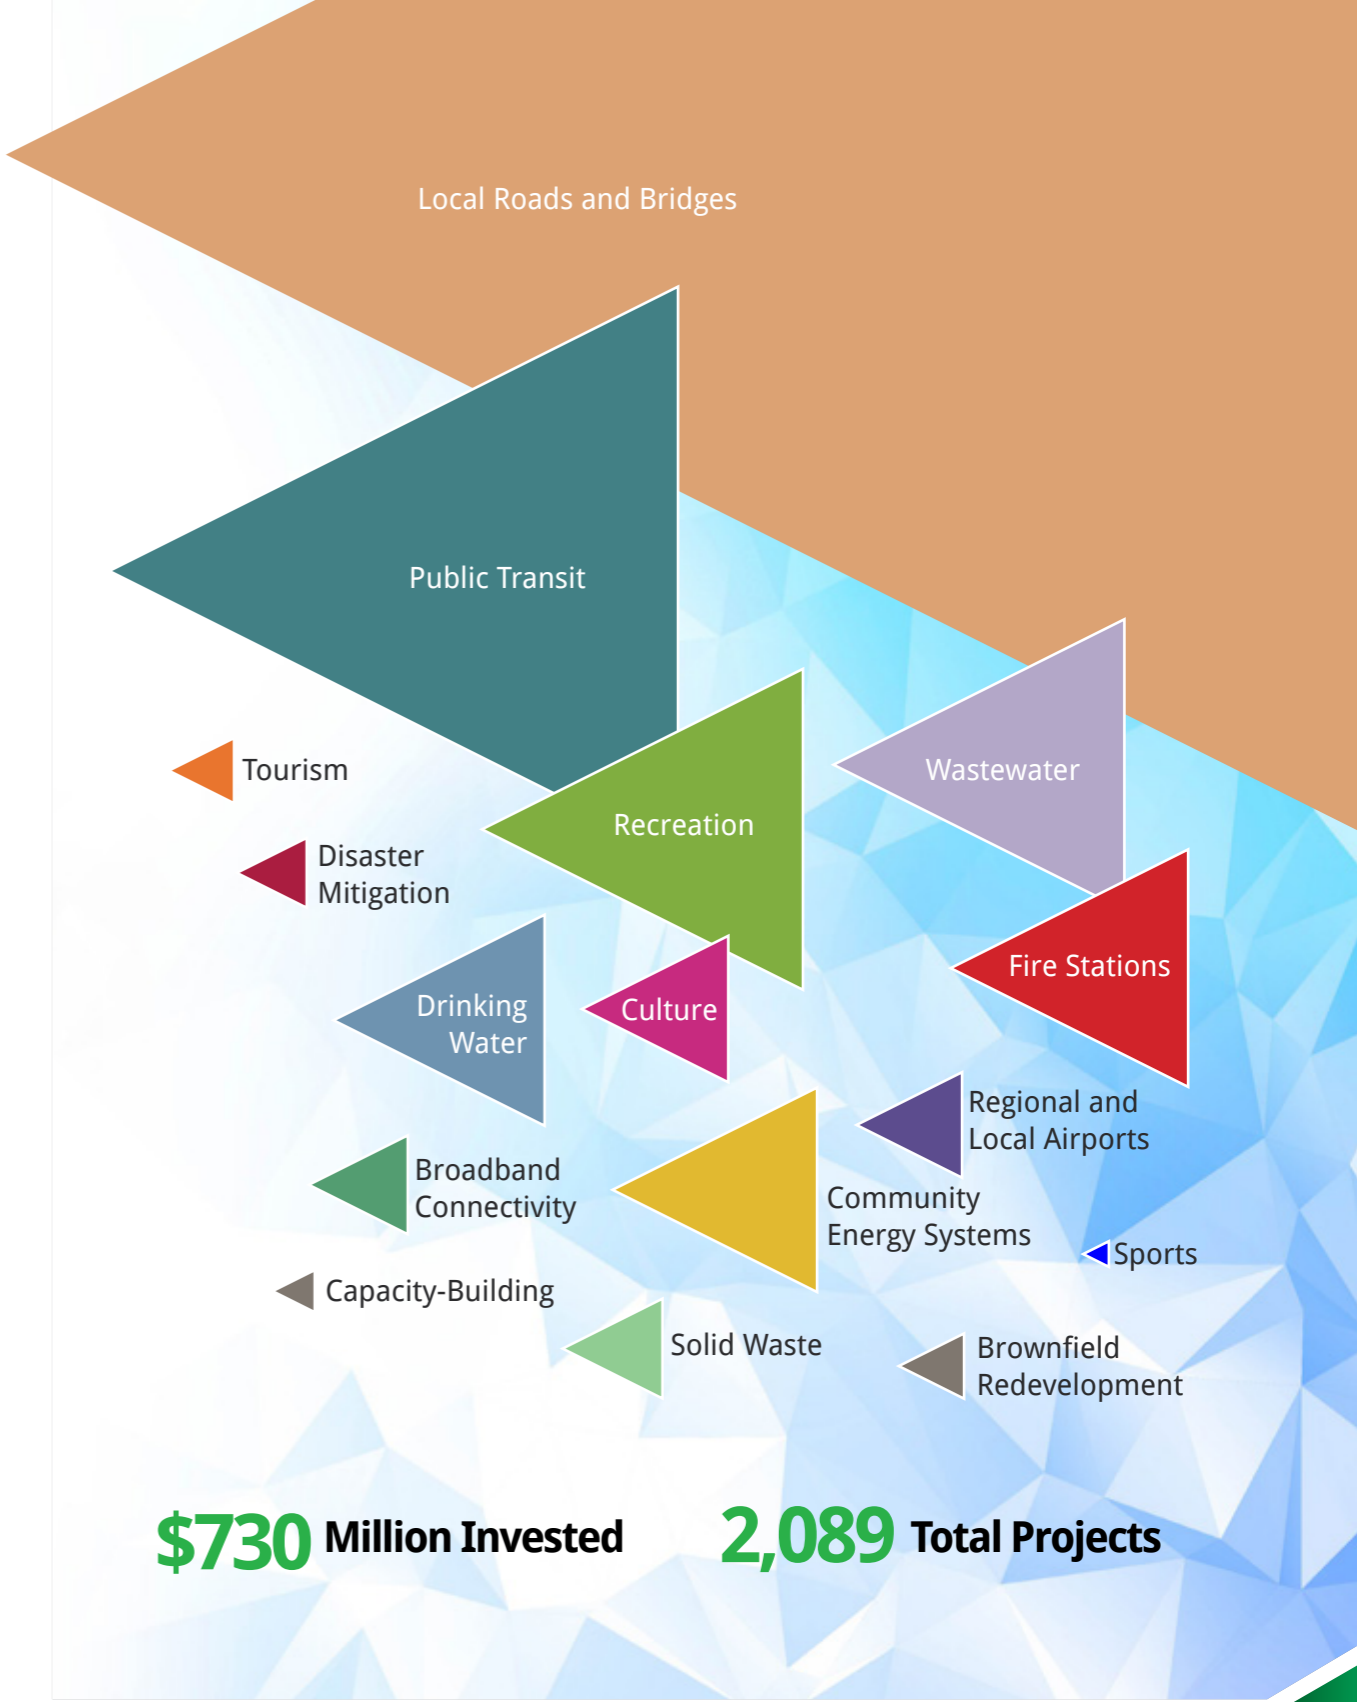 Local Roads and Bridges
Public Transit
Wastewater
Tourism
Recreation
Disaster
Mitigation
Fire Stations
Drinking
Water
Culture
Regional and
Local Airports
Broadband
Connectivity
Community
Energy Systems
Sports
Capacity-Building
Solid Waste
Brownfield
Redevelopment
$730 Million Invested
2,089 Total Projects